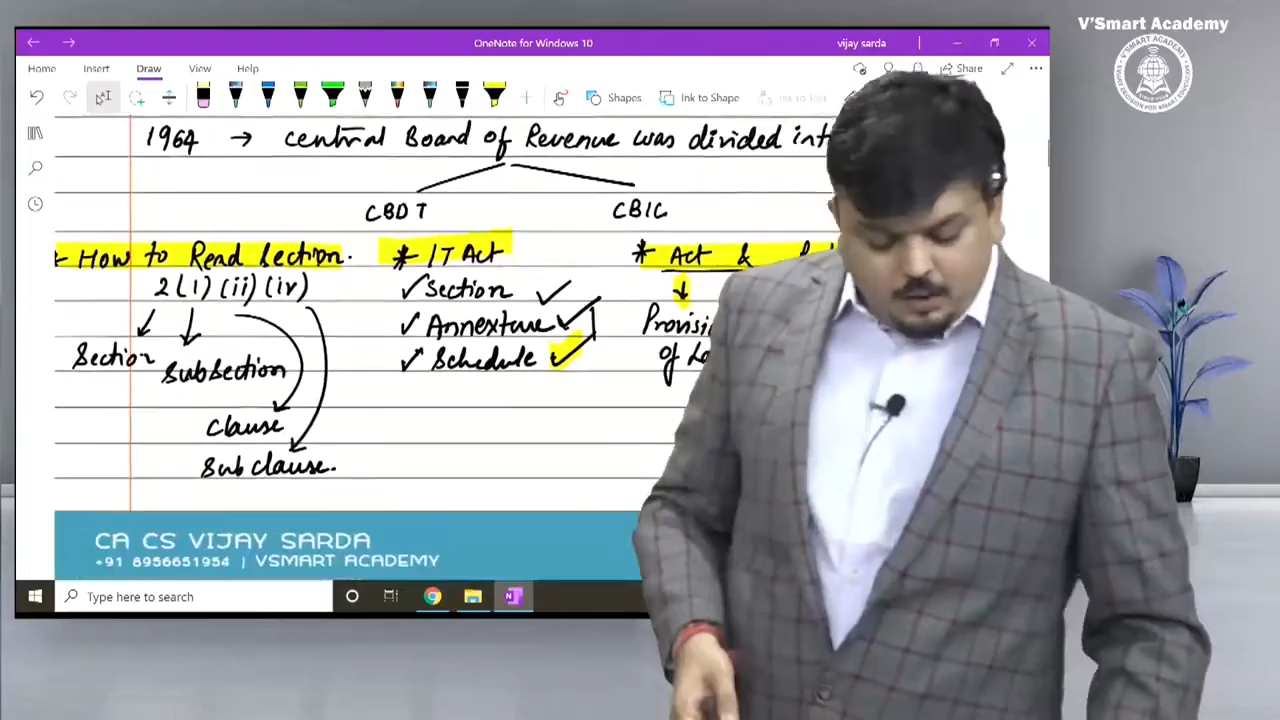 V'Smart Academy
OneNote for Windows 10
vijay sarda
Home Insert Draw View Help
Share
Shapes
Ink to Shape
1964 → Central Board of Revenue was divided int
CBDT CBIC
How to Read Section. * IT Act * Act &
2(1)(ii)(iv) ✓ Section ✓
✓ Annexture ✓ Provisi
Section ✓ Schedule ✓ of
Subsection
Clause
Sub clause.
CA CS VIJAY SARDA
+91 8956651954 | VSMART ACADEMY
Type here to search